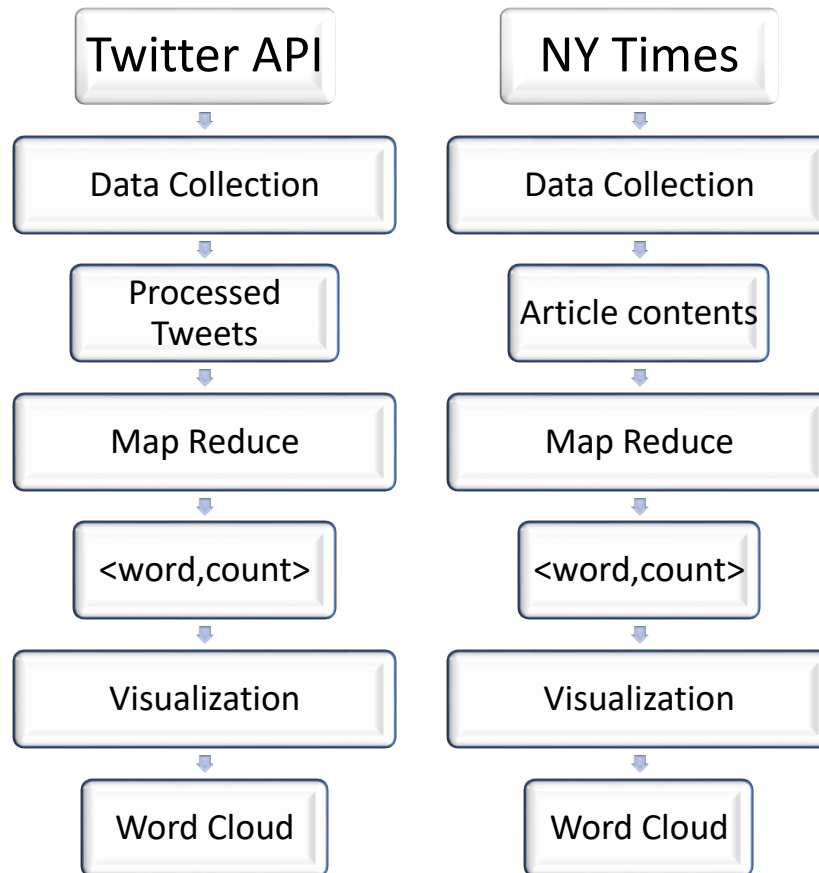 Twitter API
Data Collection
Processed
Tweets
Map Reduce
<word,count>
Visualization
Word Cloud
NY Times
Data Collection
Article contents
Map Reduce
<word,count>
Visualization
Word Cloud